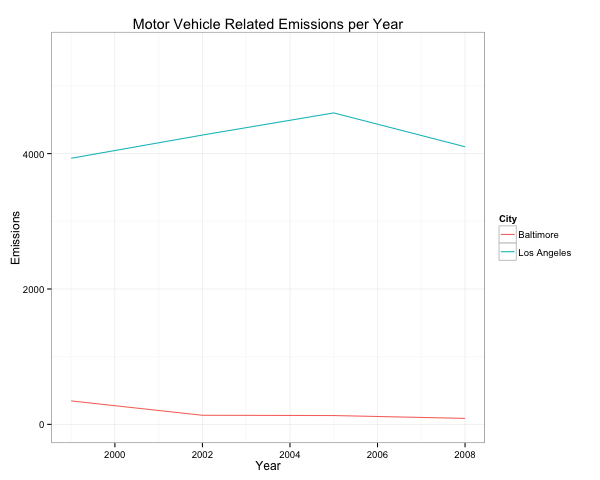 Motor Vehicle Related Emissions per Year
Emissions
4000
2000
0
2000 2002 2004 2006 2008
Year
City
Baltimore
Los Angeles